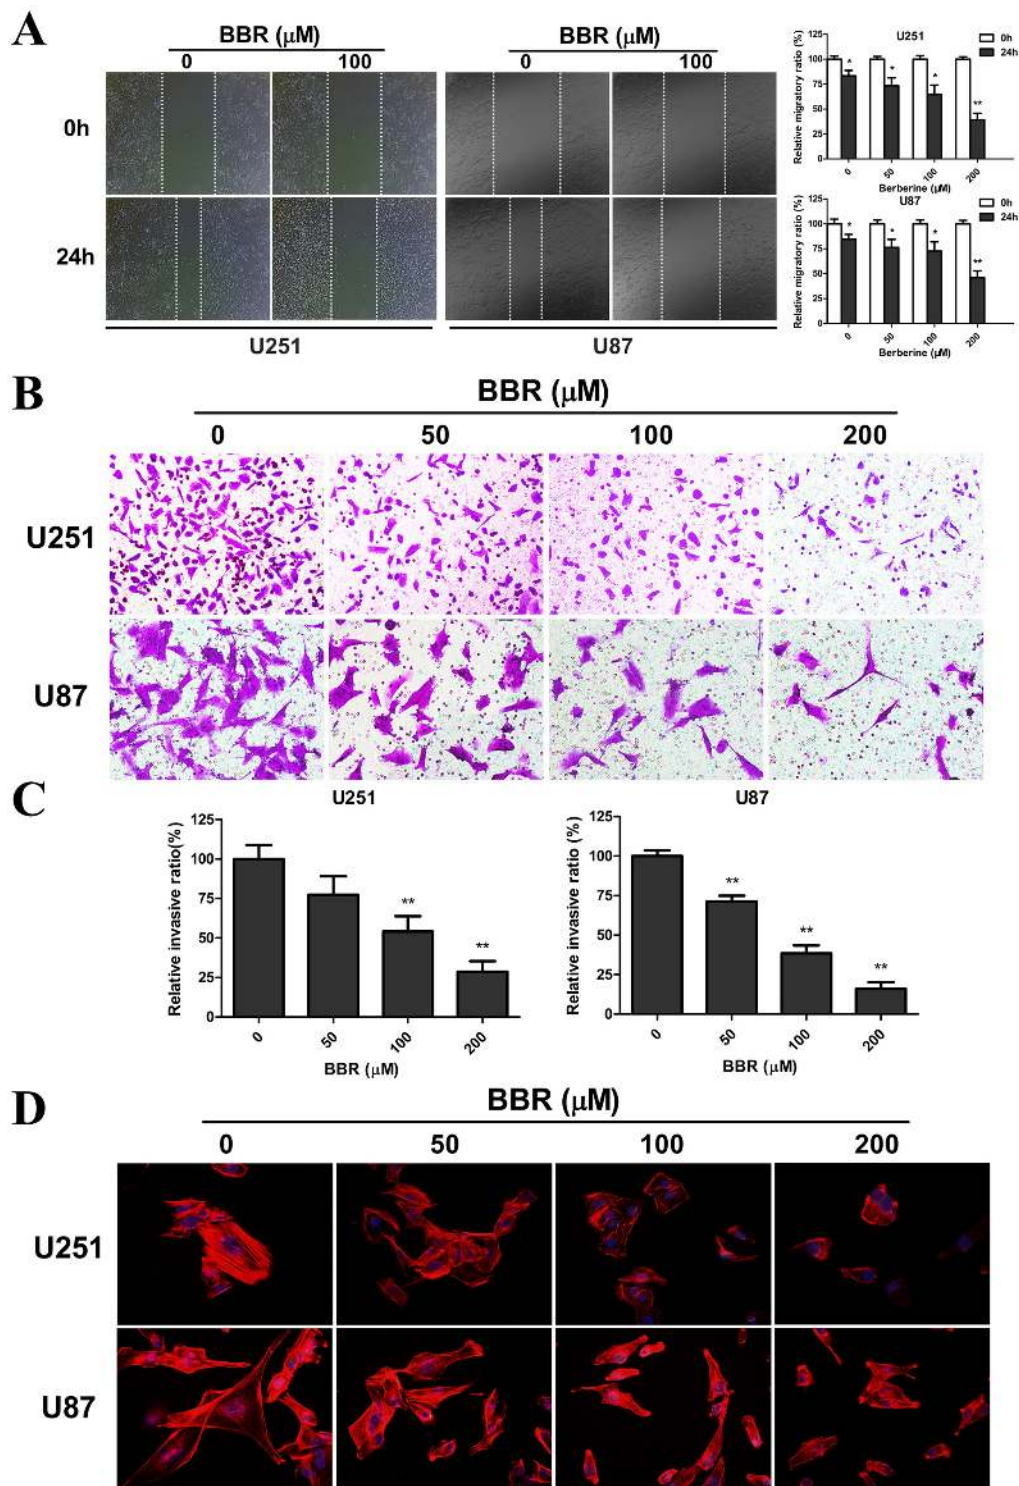 A
BBR (µM)
0 100
BBR (µM)
0 100
0h
24h
U251
U87
Relative migratory ratio (%)
U251
0h
24h
125
100
75
50
25
0
* * * **
0 50 100 200
Berberine (µM)
Relative migratory ratio (%)
U87
0h
24h
125
100
75
50
25
0
* * * **
0 50 100 200
Berberine (µM)
B
BBR (µM)
0 50 100 200
U251
U87
C
U251
Relative invasive ratio(%)
125
100
75
50
25
0
** **
0 50 100 200
BBR (µM)
U87
Relative invasive ratio (%)
125
100
75
50
25
0
** ** **
0 50 100 200
BBR (µM)
D
BBR (µM)
0 50 100 200
U251
U87